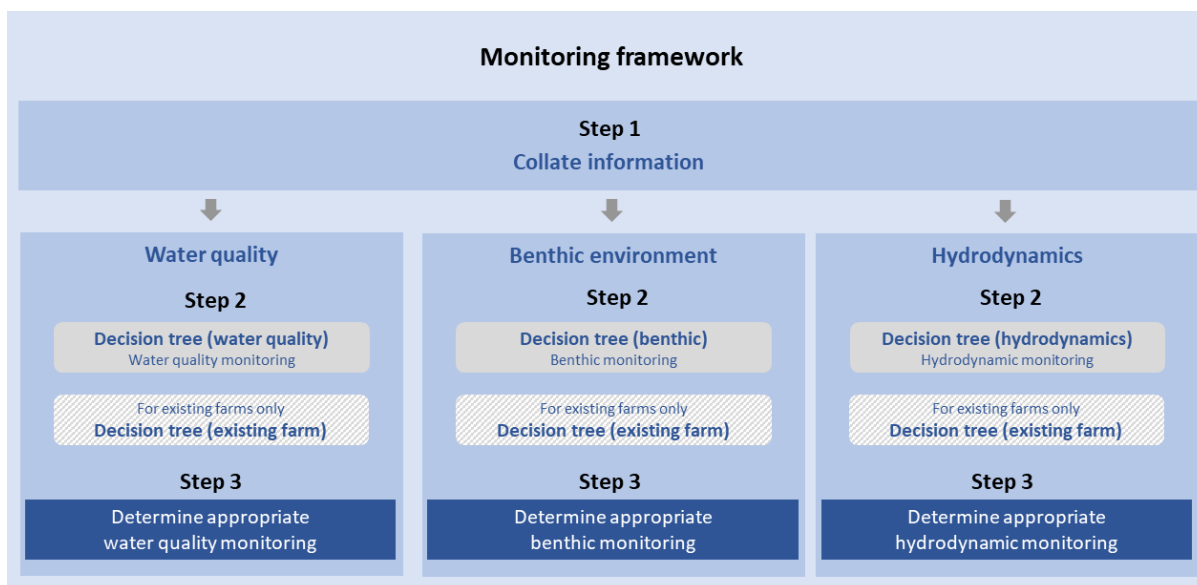 Monitoring framework
Step 1
Collate information
Water quality
Step 2
Decision tree (water quality)
Water quality monitoring
For existing farms only
Decision tree (existing farm)
Step 3
Determine appropriate
water quality monitoring
Benthic environment
Step 2
Decision tree (benthic)
Benthic monitoring
For existing farms only
Decision tree (existing farm)
Step 3
Determine appropriate
benthic monitoring
Hydrodynamics
Step 2
Decision tree (hydrodynamics)
Hydrodynamic monitoring
For existing farms only
Decision tree (existing farm)
Step 3
Determine appropriate
hydrodynamic monitoring